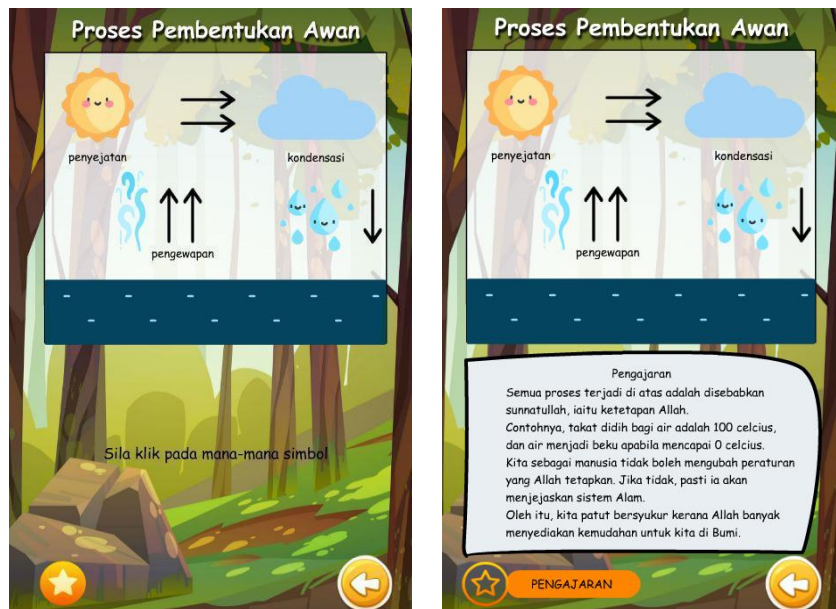 Proses Pembentukan Awan
penyejatan
kondensasi
pengewapan
Sila klik pada mana-mana simbol
Proses Pembentukan Awan
penyejatan
kondensasi
pengewapan
Pengajaran
Semua proses terjadi di atas adalah disebabkan
sunnatullah, iaitu ketetapan Allah.
Contohnya, takat didih bagi air adalah 100 celcius,
dan air menjadi beku apabila mencapai 0 celcius.
Kita sebagai manusia tidak boleh mengubah peraturan
yang Allah tetapkan. Jika tidak, pasti ia akan
menjejaskan sistem Alam.
Oleh itu, kita patut bersyukur kerana Allah banyak
menyediakan kemudahan untuk kita di Bumi.
PENGAJARAN